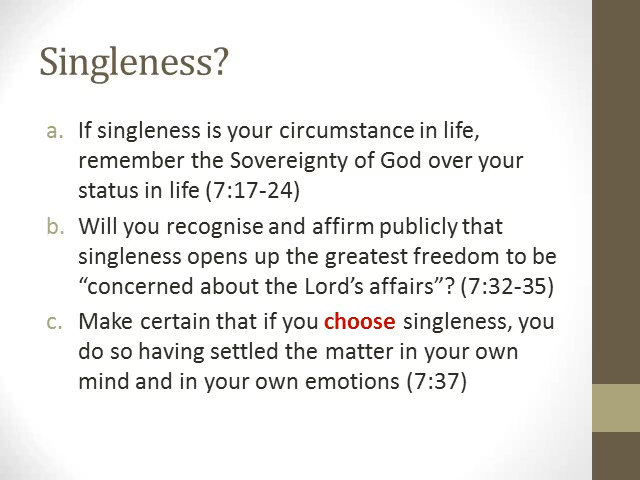 Singleness?
a. If singleness is your circumstance in life,
remember the Sovereignty of God over your
status in life (7:17-24)
b. Will you recognise and affirm publicly that
singleness opens up the greatest freedom to be
“concerned about the Lord’s affairs”? (7:32-35)
c. Make certain that if you choose singleness, you
do so having settled the matter in your own
mind and in your own emotions (7:37)